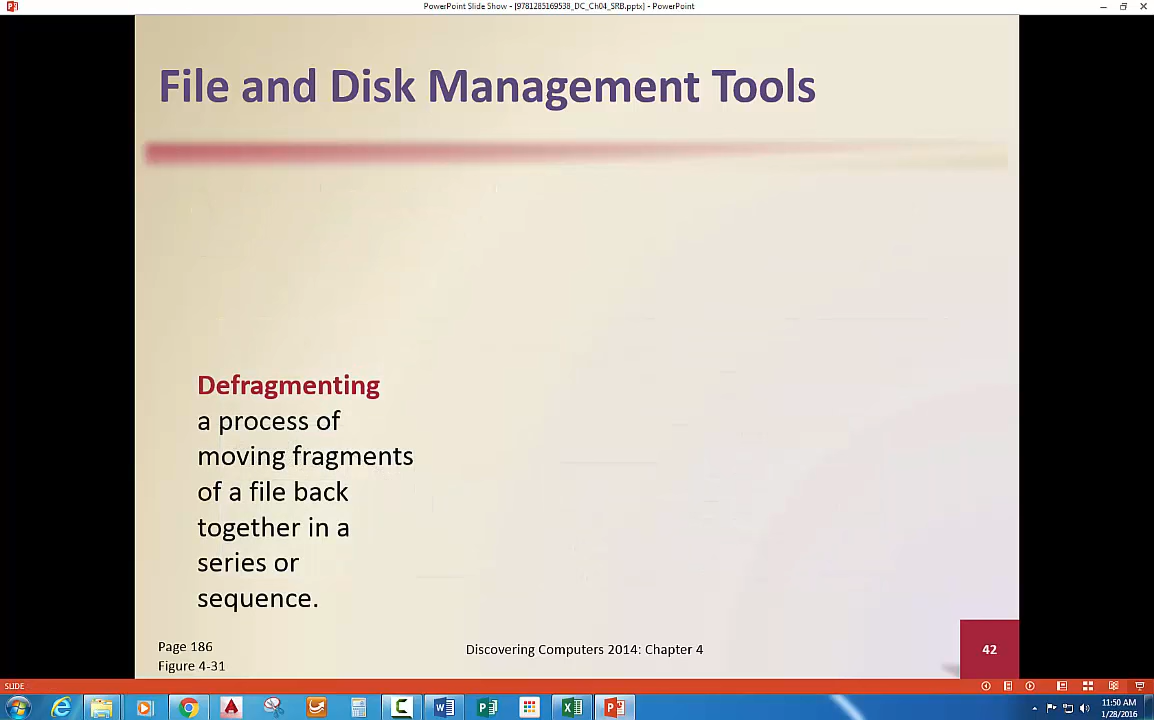 PowerPoint Slide Show - [9781285169538_DC_Ch04_SRB.pptx] - PowerPoint
File and Disk Management Tools
Defragmenting
a process of
moving fragments
of a file back
together in a
series or
sequence.
Page 186
Figure 4-31
Discovering Computers 2014: Chapter 4
42
SLIDE
11:50 AM
1/28/2016